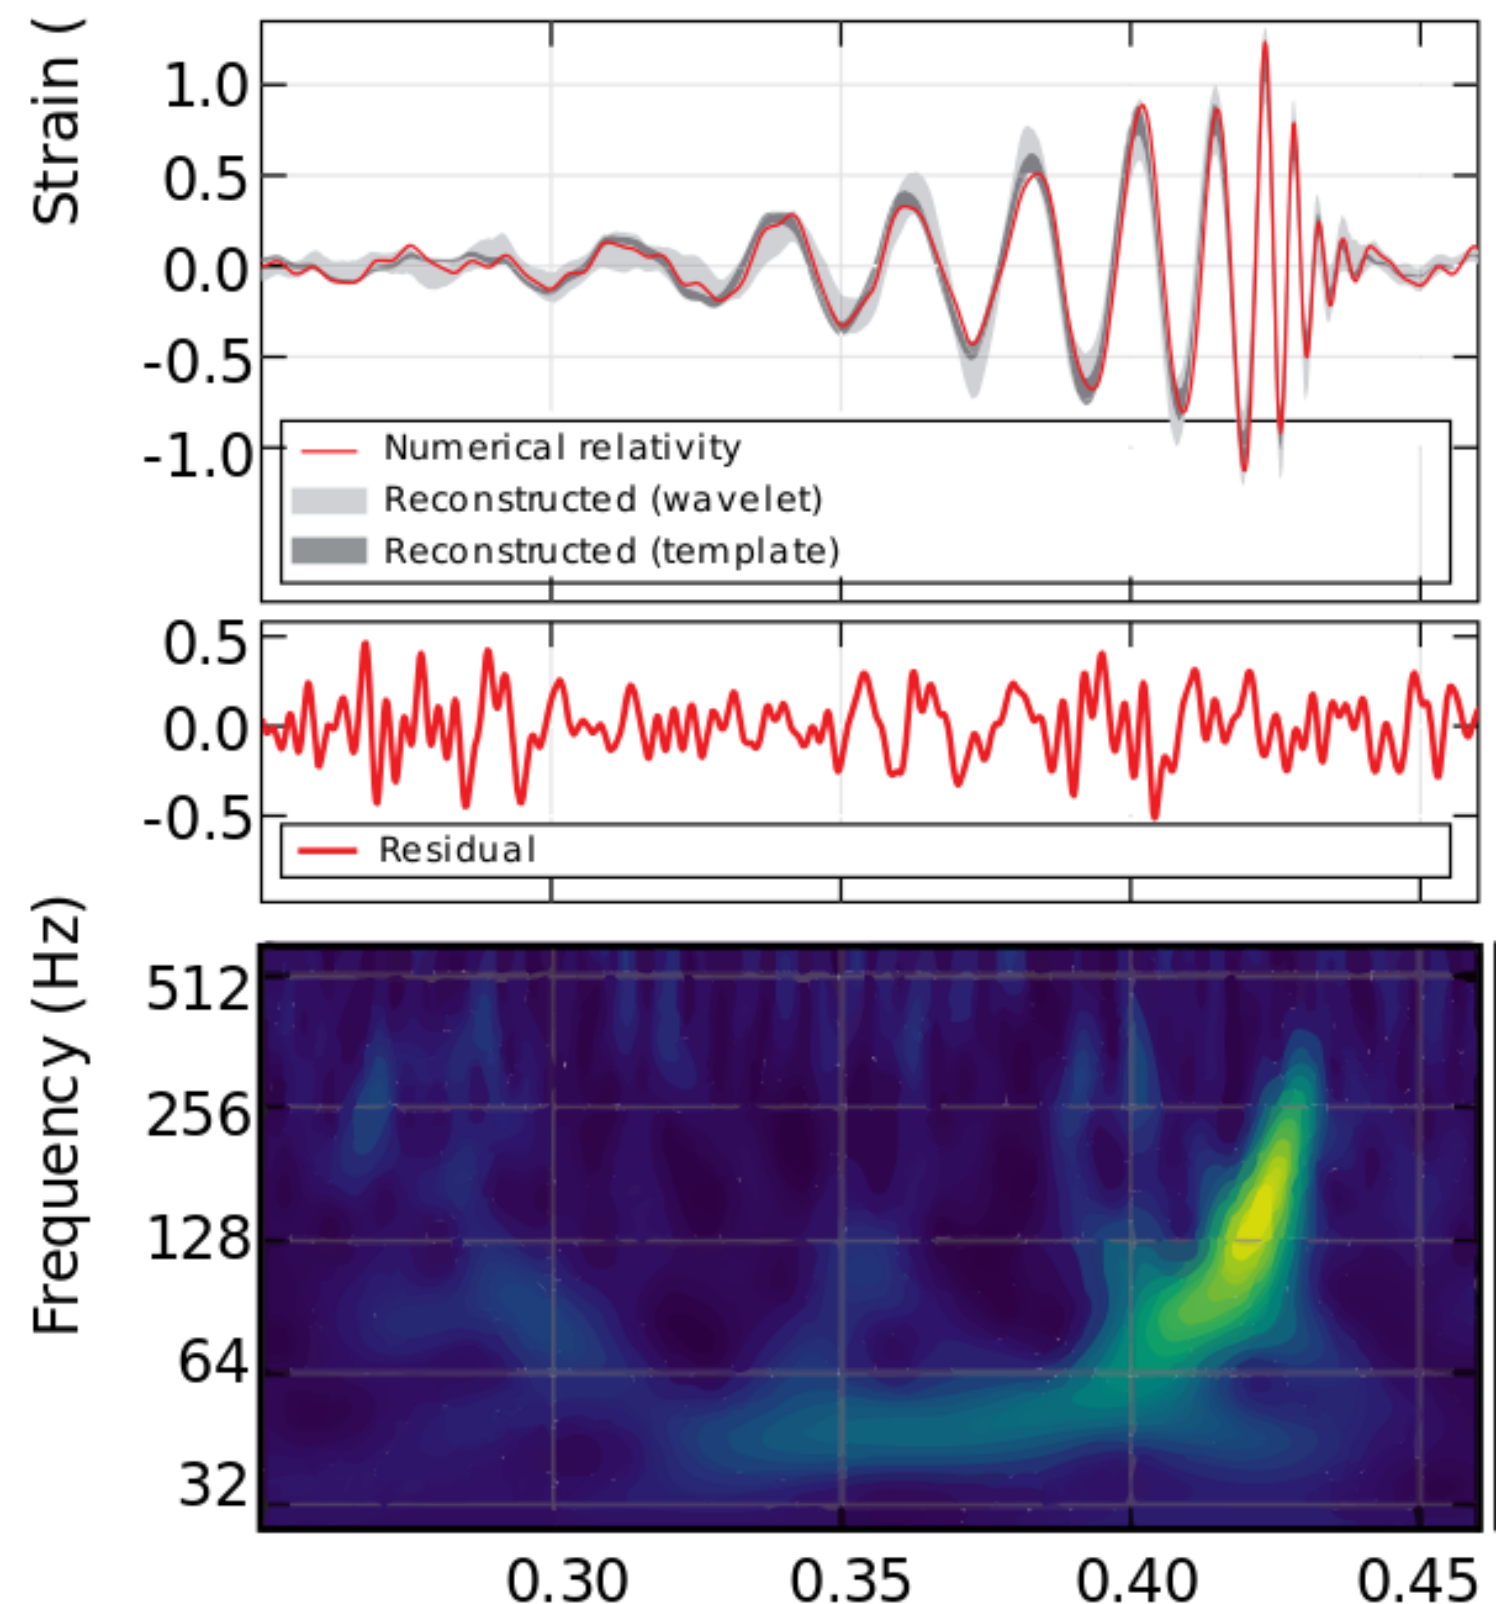 Strain (
1.0
0.5
0.0
-0.5
-1.0
Numerical relativity
Reconstructed (wavelet)
Reconstructed (template)
0.5
0.0
-0.5
Residual
Frequency (Hz)
512
256
128
64
32
0.30 0.35 0.40 0.45